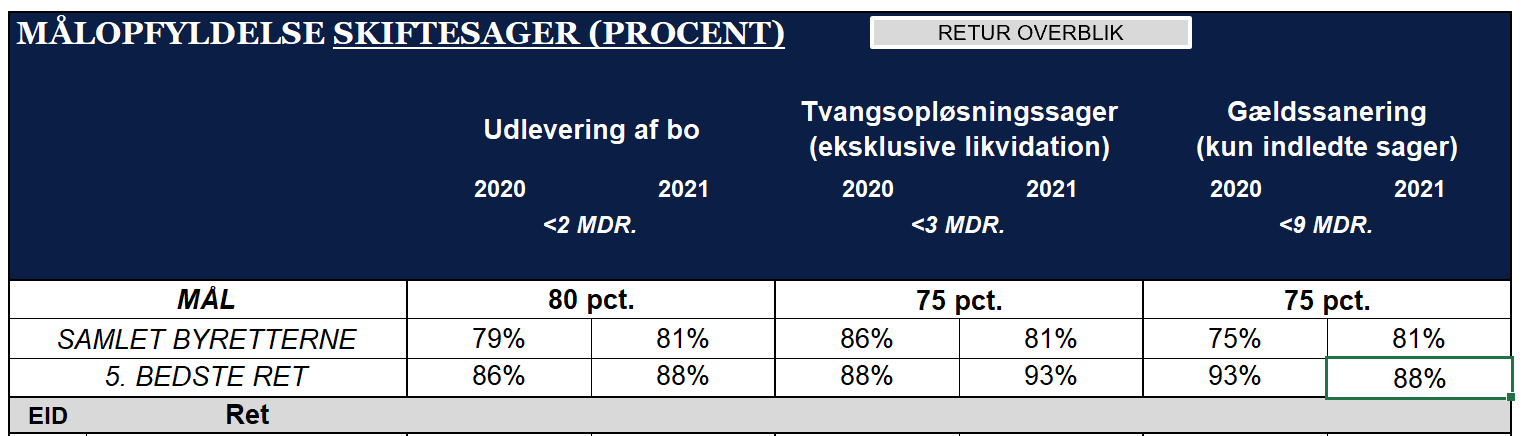 MÅLOPFYLDELSE SKIFTESAGER (PROCENT) RETUR OVERBLIK
Udlevering af bo Tvangsopløsningssager (eksklusive likvidation) Gældssanering (kun indledte sager)
2020 2021 2020 2021 2020 2021
<2 MDR. <3 MDR. <9 MDR.
MÅL 80 pct. 75 pct. 75 pct.
SAMLET BYRETTERNE 79% 81% 86% 81% 75% 81%
5. BEDSTE RET 86% 88% 88% 93% 93% 88%
EID Ret